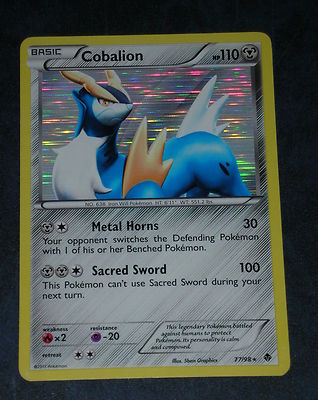 BASIC
Cobalion HP110
NO. 638 Iron Will Pokémon HT: 6'11" WT: 551.2 lbs.
Metal Horns 30
Your opponent switches the Defending Pokémon
with 1 of his or her Benched Pokémon.
Sacred Sword 100
This Pokémon can't use Sacred Sword during your
next turn.
weakness resistance
×2 -20
retreat
This legendary Pokémon battled
against humans to protect
Pokémon. Its personality is calm
and composed.
Illus. 5ban Graphics 77/98★
©2011 Pokémon